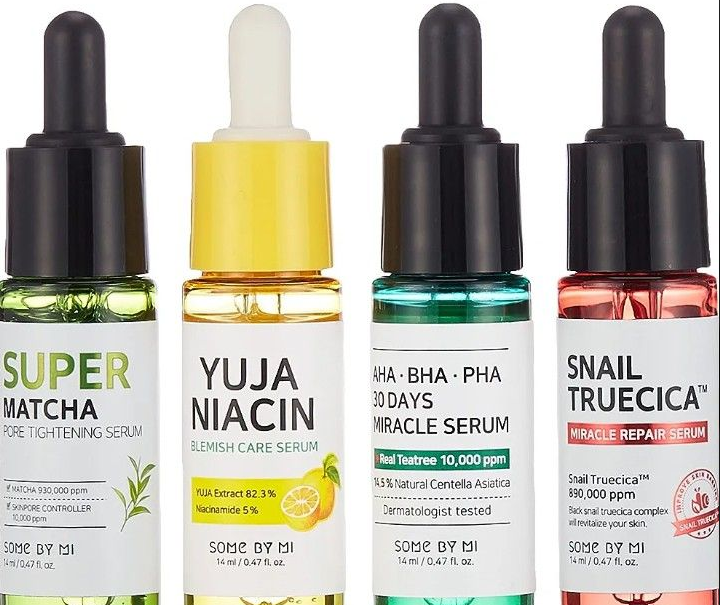 SUPER
MATCHA
PORE TIGHTENING SERUM
MATCHA 930,000 ppm
SKINPORE CONTROLLER
10,000 ppm
SOME BY MI
14 ml / 0.47 fl. oz.
YUJA
NIACIN
BLEMISH CARE SERUM
YUJA Extract 82.3%
Niacinamide 5%
SOME BY MI
14 ml / 0.47 fl. oz.
AHA · BHA · PHA
30 DAYS
MIRACLE SERUM
Real Teatree 10,000 ppm
14.5% Natural Centella Asiatica
Dermatologist tested
SOME BY MI
14 ml / 0.47 fl. oz.
SNAIL
TRUECICA™
MIRACLE REPAIR SERUM
Snail Truecica™
890,000 ppm
Black snail truecica complex
will revitalize your skin.
IMPROVE SKIN
SNAIL TRUECICA
SOME BY MI
14 ml / 0.47 fl. oz.